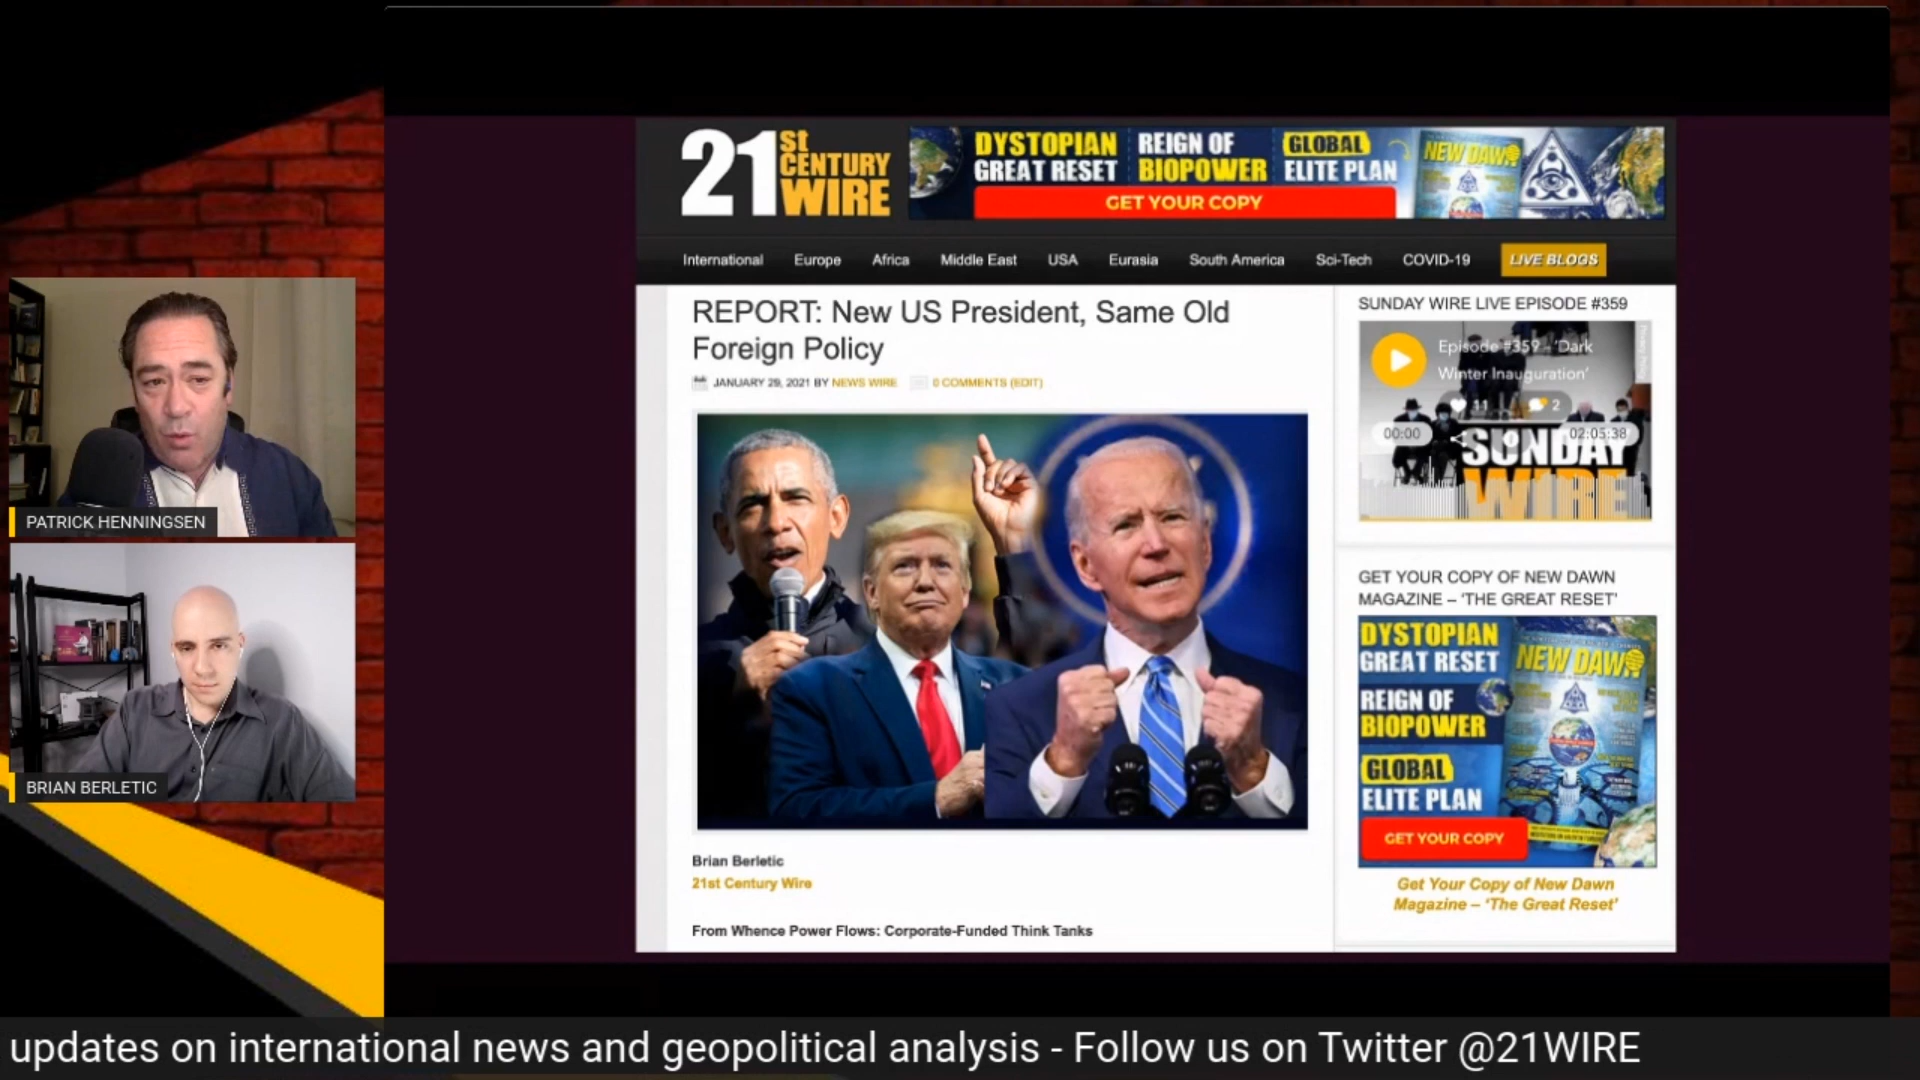 21
st
CENTURY
WIRE
DYSTOPIAN
GREAT RESET
REIGN OF
BIOPOWER
GLOBAL
ELITE PLAN
GET YOUR COPY
NEW DAWN
International Europe Africa Middle East USA Eurasia South America Sci-Tech COVID-19 LIVE BLOGS
REPORT: New US President, Same Old
Foreign Policy
JANUARY 29, 2021 BY NEWS WIRE 0 COMMENTS (EDIT)
Brian Berletic
21st Century Wire
From Whence Power Flows: Corporate-Funded Think Tanks
SUNDAY WIRE LIVE EPISODE #359
Episode #359 – 'Dark
Winter Inauguration'
Privacy Policy
11 2
00:00 02:05:38
SUNDAY
WIRE
GET YOUR COPY OF NEW DAWN
MAGAZINE – 'THE GREAT RESET'
DYSTOPIAN
GREAT RESET
REIGN OF
BIOPOWER
GLOBAL
ELITE PLAN
GET YOUR COPY
NEW DAWN
Get Your Copy of New Dawn
Magazine – 'The Great Reset'
PATRICK HENNINGSEN
BRIAN BERLETIC
updates on international news and geopolitical analysis - Follow us on Twitter @21WIRE